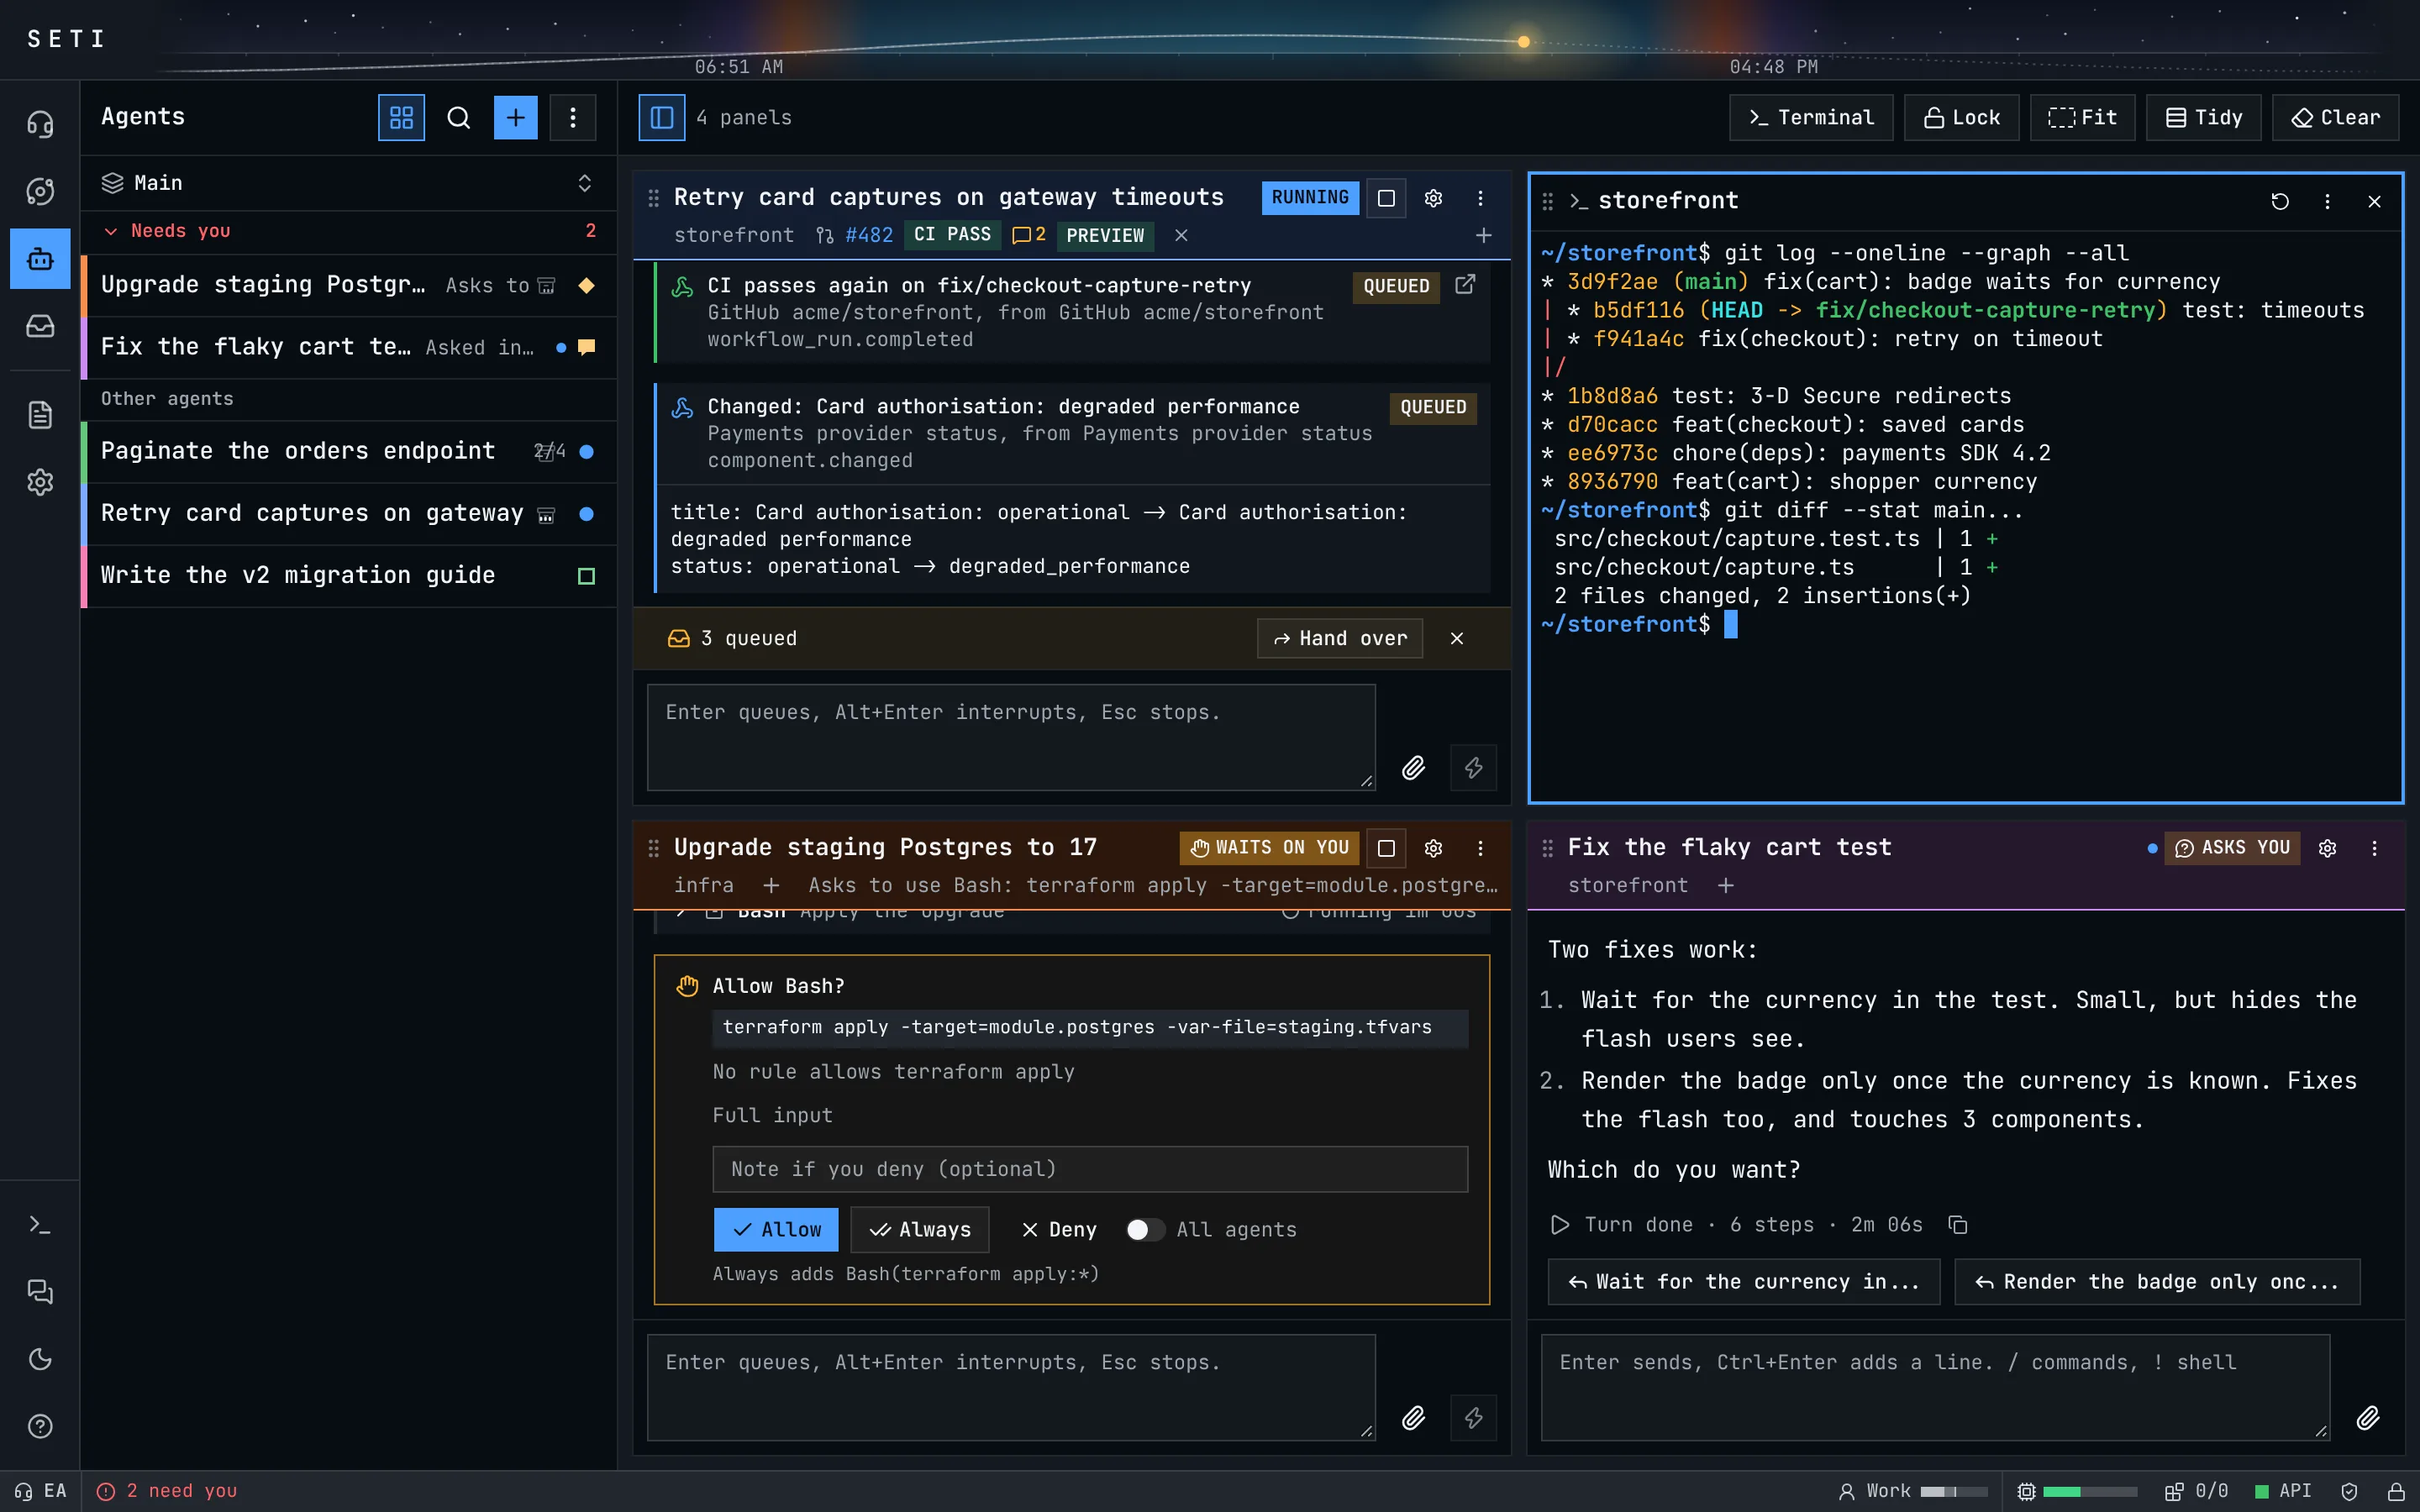 SETI
06:51 AM
04:48 PM
Agents
4 panels
Terminal
Lock
Fit
Tidy
Clear
Main
Needs you 2
Upgrade staging Postgr… Asks to
Fix the flaky cart te… Asked in…
Other agents
Paginate the orders endpoint 2/4
Retry card captures on gateway
Write the v2 migration guide
Retry card captures on gateway timeouts RUNNING
storefront #482 CI PASS 2 PREVIEW
CI passes again on fix/checkout-capture-retry QUEUED
GitHub acme/storefront, from GitHub acme/storefront
workflow_run.completed
Changed: Card authorisation: degraded performance QUEUED
Payments provider status, from Payments provider status
component.changed
title: Card authorisation: operational → Card authorisation:
degraded performance
status: operational → degraded_performance
3 queued Hand over
Enter queues, Alt+Enter interrupts, Esc stops.
storefront
~/storefront$ git log --oneline --graph --all
* 3d9f2ae (main) fix(cart): badge waits for currency
| * b5df116 (HEAD -> fix/checkout-capture-retry) test: timeouts
| * f941a4c fix(checkout): retry on timeout
|/
* 1b8d8a6 test: 3-D Secure redirects
* d70cacc feat(checkout): saved cards
* ee6973c chore(deps): payments SDK 4.2
* 8936790 feat(cart): shopper currency
~/storefront$ git diff --stat main...
src/checkout/capture.test.ts | 1 +
src/checkout/capture.ts | 1 +
2 files changed, 2 insertions(+)
~/storefront$
Upgrade staging Postgres to 17 WAITS ON YOU
infra + Asks to use Bash: terraform apply -target=module.postgre…
Bash Apply the upgrade Running 1m 00s
Allow Bash?
terraform apply -target=module.postgres -var-file=staging.tfvars
No rule allows terraform apply
Full input
Note if you deny (optional)
Allow Always Deny All agents
Always adds Bash(terraform apply:*)
Enter queues, Alt+Enter interrupts, Esc stops.
Fix the flaky cart test ASKS YOU
storefront +
Two fixes work:
1. Wait for the currency in the test. Small, but hides the
flash users see.
2. Render the badge only once the currency is known. Fixes
the flash too, and touches 3 components.
Which do you want?
Turn done · 6 steps · 2m 06s
Wait for the currency in... Render the badge only onc...
Enter sends, Ctrl+Enter adds a line. / commands, ! shell
EA 2 need you Work 0/0 API